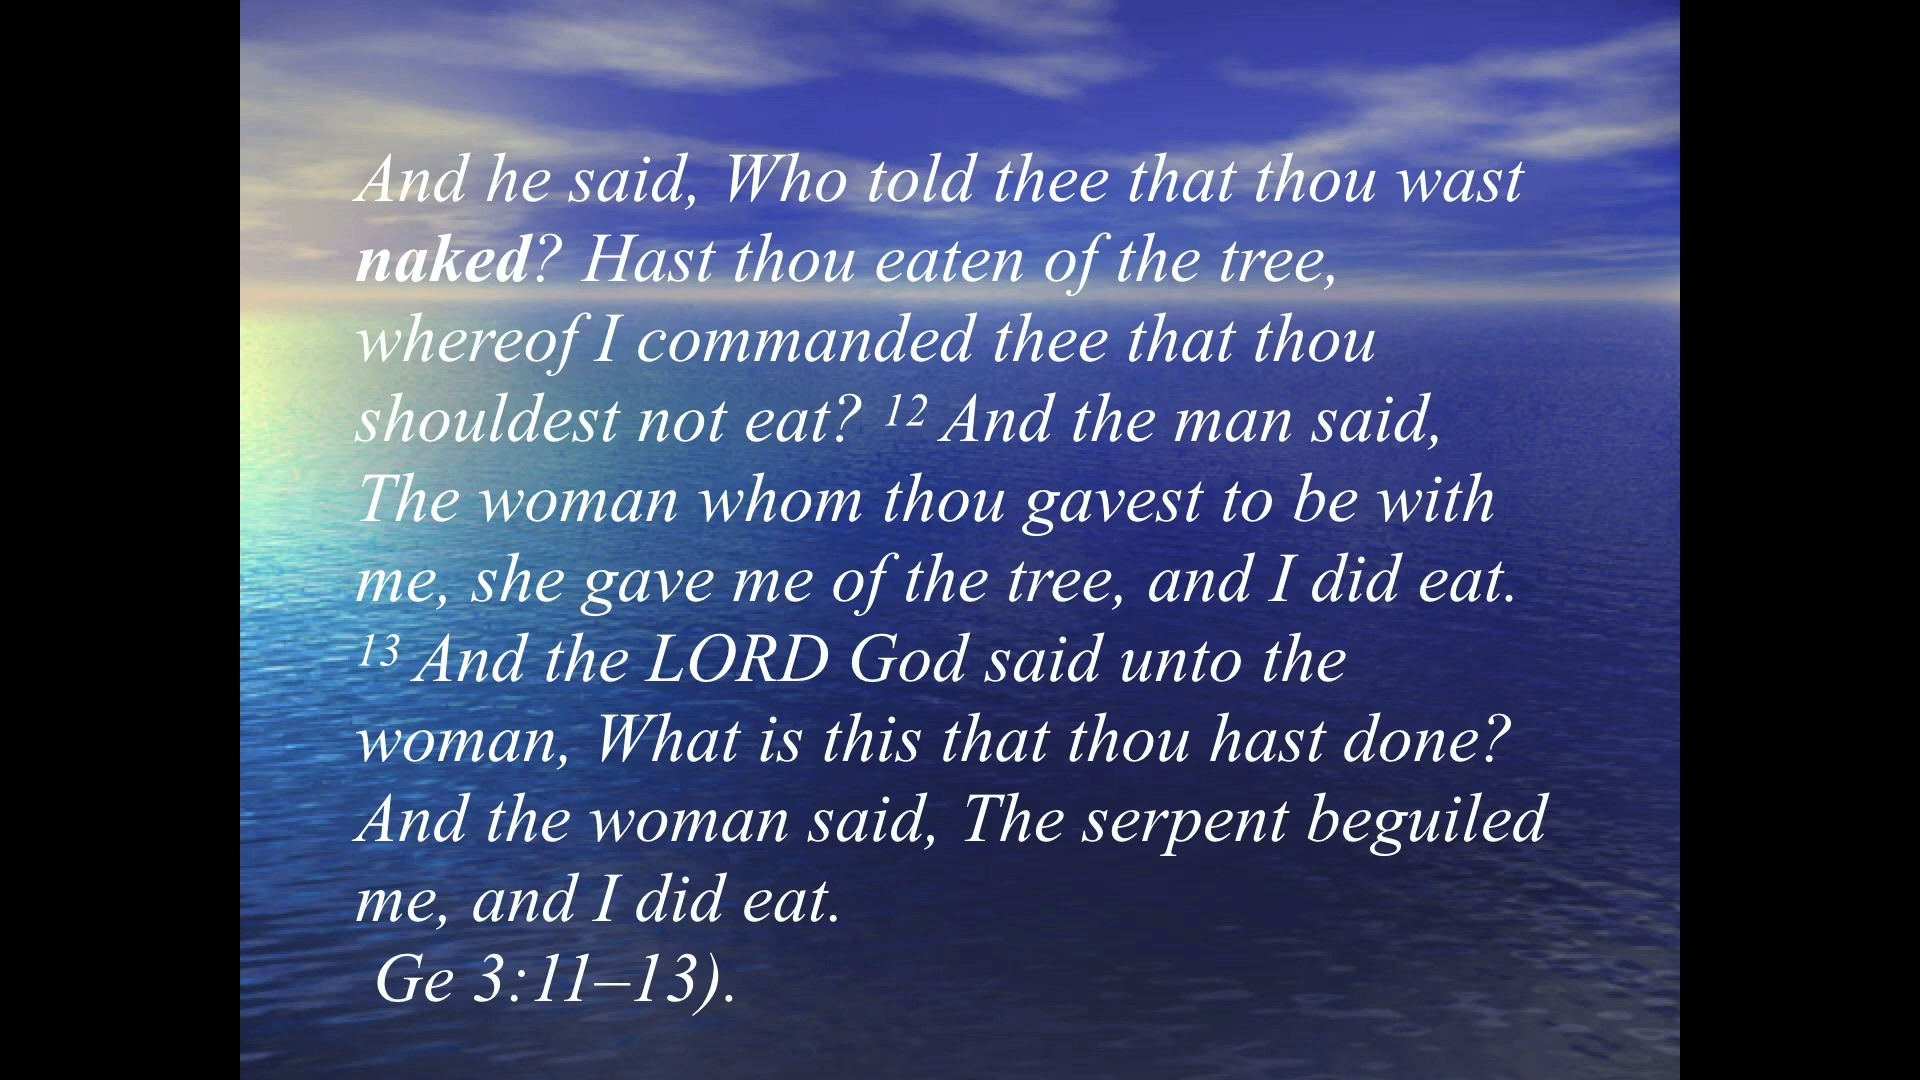 And he said, Who told thee that thou wast
naked? Hast thou eaten of the tree,
whereof I commanded thee that thou
shouldest not eat? 12 And the man said,
The woman whom thou gavest to be with
me, she gave me of the tree, and I did eat.
13 And the LORD God said unto the
woman, What is this that thou hast done?
And the woman said, The serpent beguiled
me, and I did eat.
Ge 3:11–13).